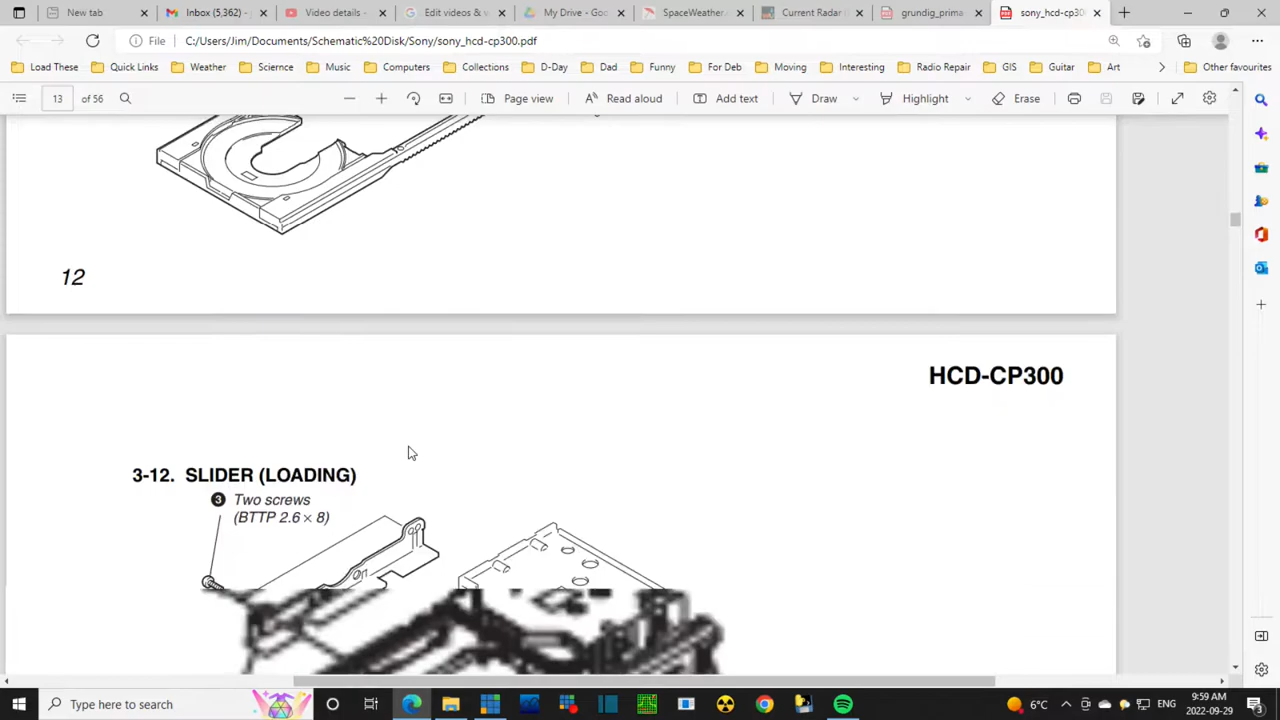 New tab
Inbox (5,362) -
Video details -
Edit videos & v
My Drive - Goo
SpaceWeather.
Current Radar
grundig_prima
sony_hcd-cp300
File
C:/Users/Jim/Documents/Schematic%20Disk/Sony/sony_hcd-cp300.pdf
Load These
Quick Links
Weather
Sciernce
Music
Computers
Collections
D-Day
Dad
Funny
For Deb
Moving
Interesting
Radio Repair
GIS
Guitar
Art
Other favourites
13 of 56
Page view
Read aloud
Add text
Draw
Highlight
Erase
12
HCD-CP300
3-12. SLIDER (LOADING)
3 Two screws
(BTTP 2.6 × 8)
Type here to search
6°C
ENG
9:59 AM
2022-09-29